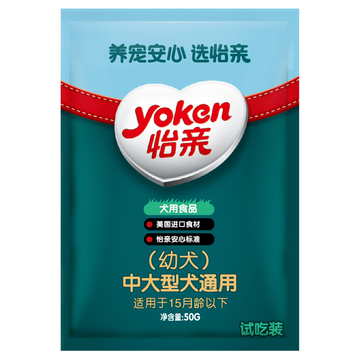 养宠安心 选怡亲
yoken
怡亲
犬用食品
美国进口食材
怡亲安心标准
（幼犬）
中大型犬通用
适用于15月龄以下
净含量:50G
试吃装